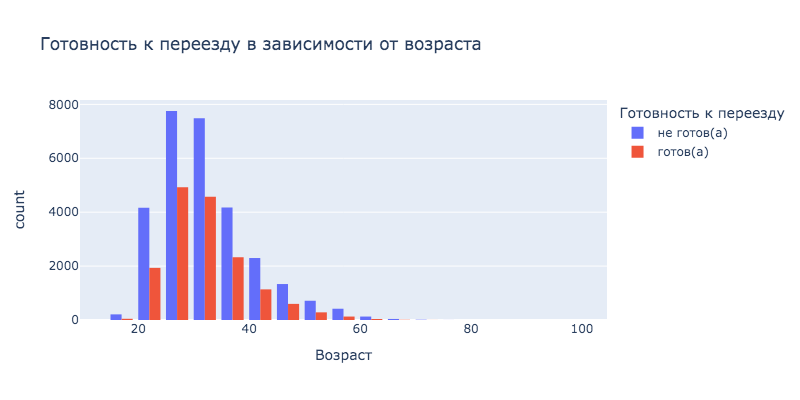 Готовность к переезду в зависимости от возраста
8000
6000
4000
2000
0
count
20
40
60
80
100
Возраст
Готовность к переезду
не готов(а)
готов(а)